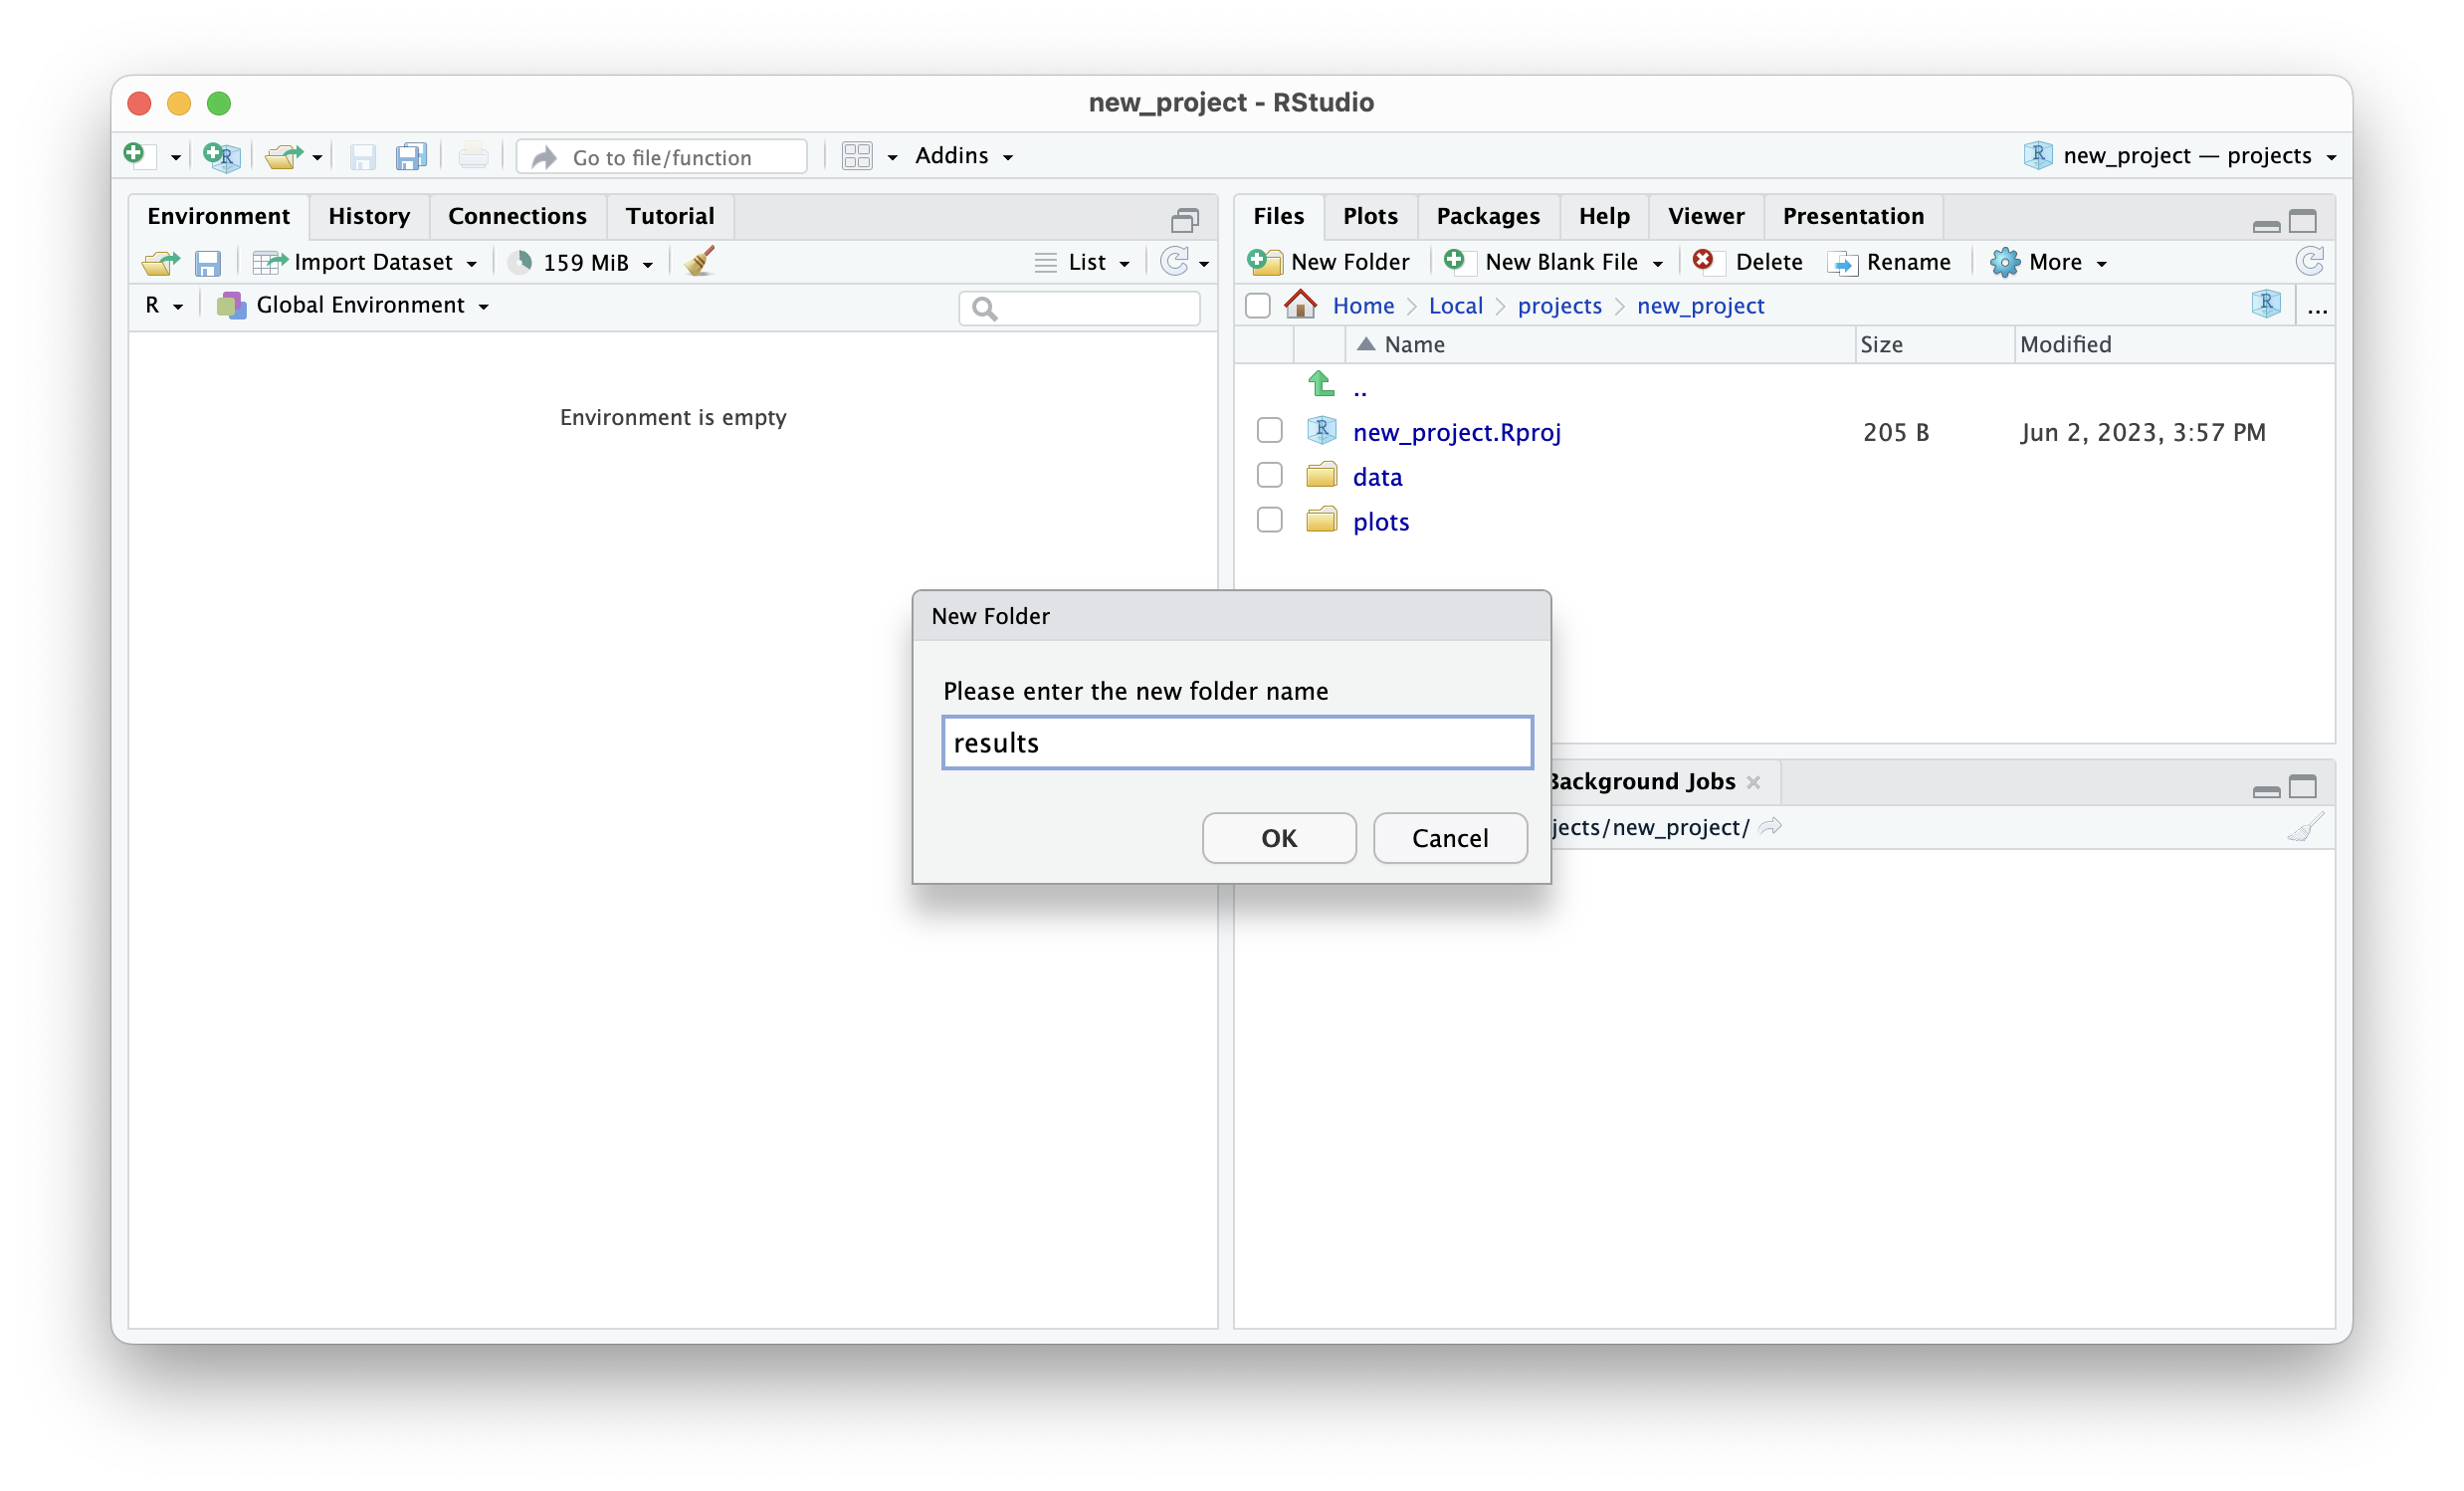 new_project - RStudio
Go to file/function
Addins
new_project — projects
Environment History Connections Tutorial
Import Dataset 159 MiB List
R Global Environment
Environment is empty
Files Plots Packages Help Viewer Presentation
New Folder New Blank File Delete Rename More
Home Local projects new_project ...
Name Size Modified
..
new_project.Rproj 205 B Jun 2, 2023, 3:57 PM
data
plots
New Folder
Please enter the new folder name
results
OK Cancel
Background Jobs
jects/new_project/